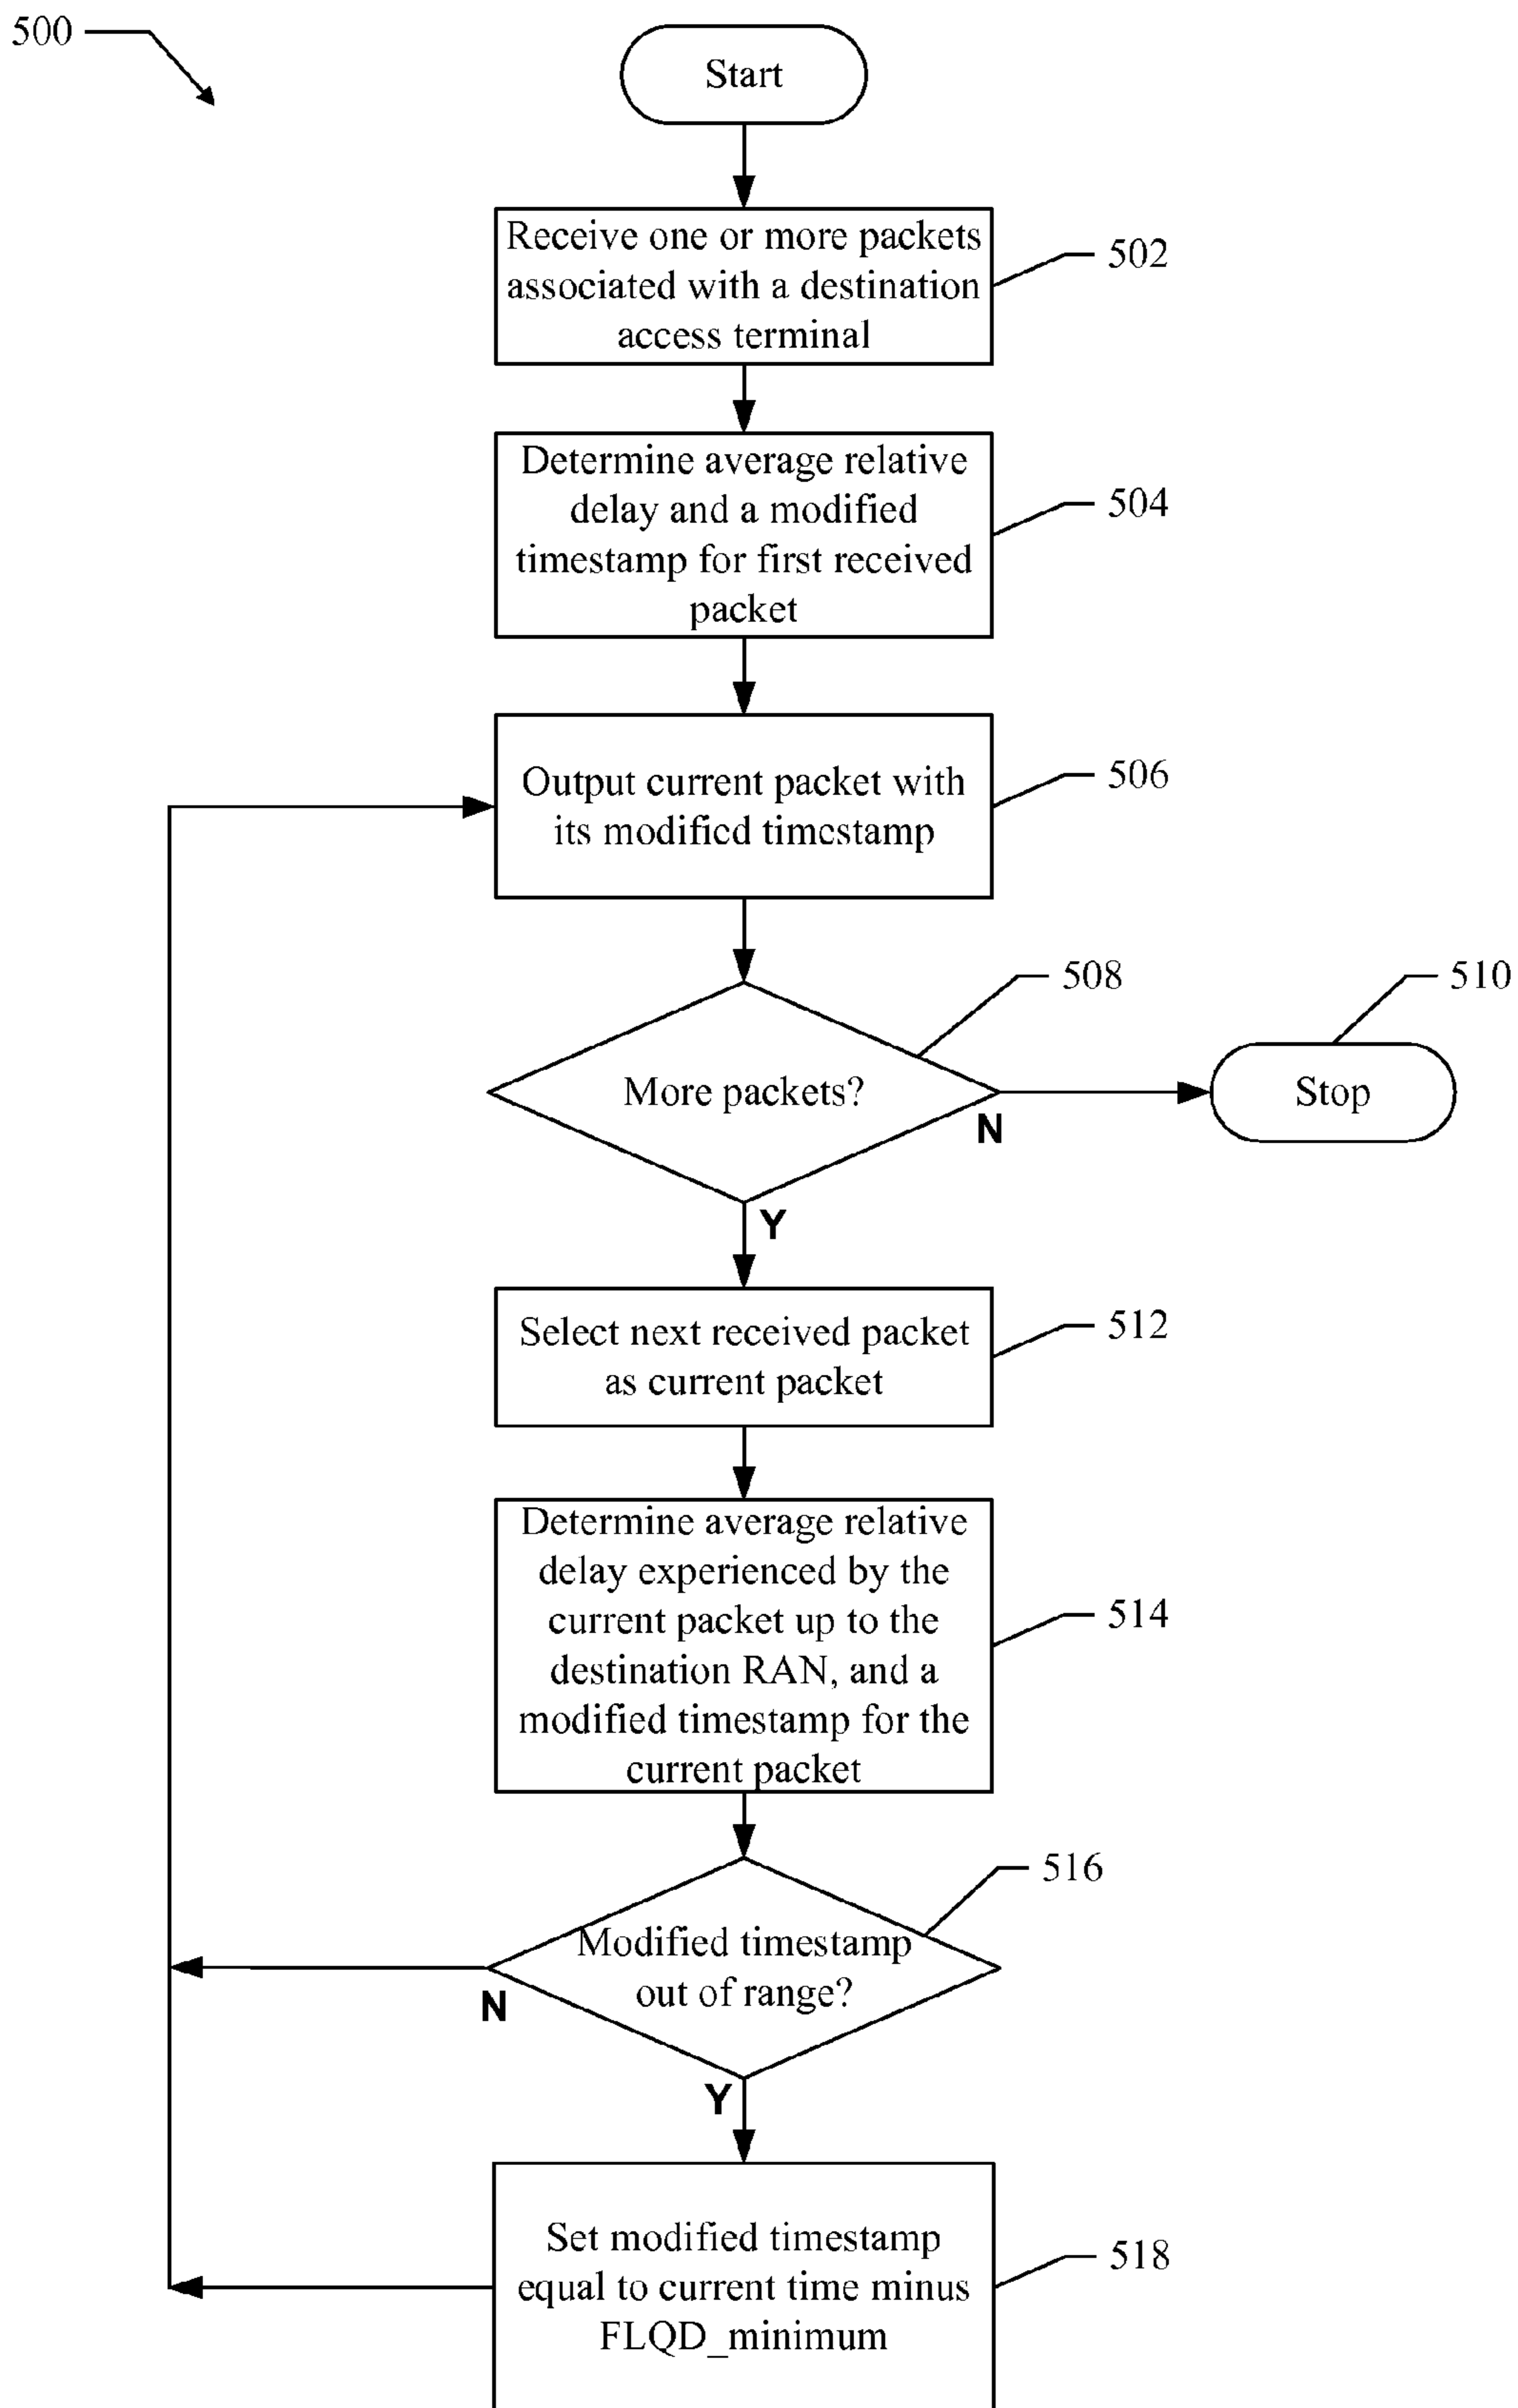 500
Start
Receive one or more packets
associated with a destination
access terminal
502
Determine average relative
delay and a modified
timestamp for first received
packet
504
Output current packet with
its modified timestamp
506
More packets?
508
N
Stop
510
Y
Select next received packet
as current packet
512
Determine average relative
delay experienced by the
current packet up to the
destination RAN, and a
modified timestamp for the
current packet
514
Modified timestamp
out of range?
516
N
Y
Set modified timestamp
equal to current time minus
FLQD_minimum
518